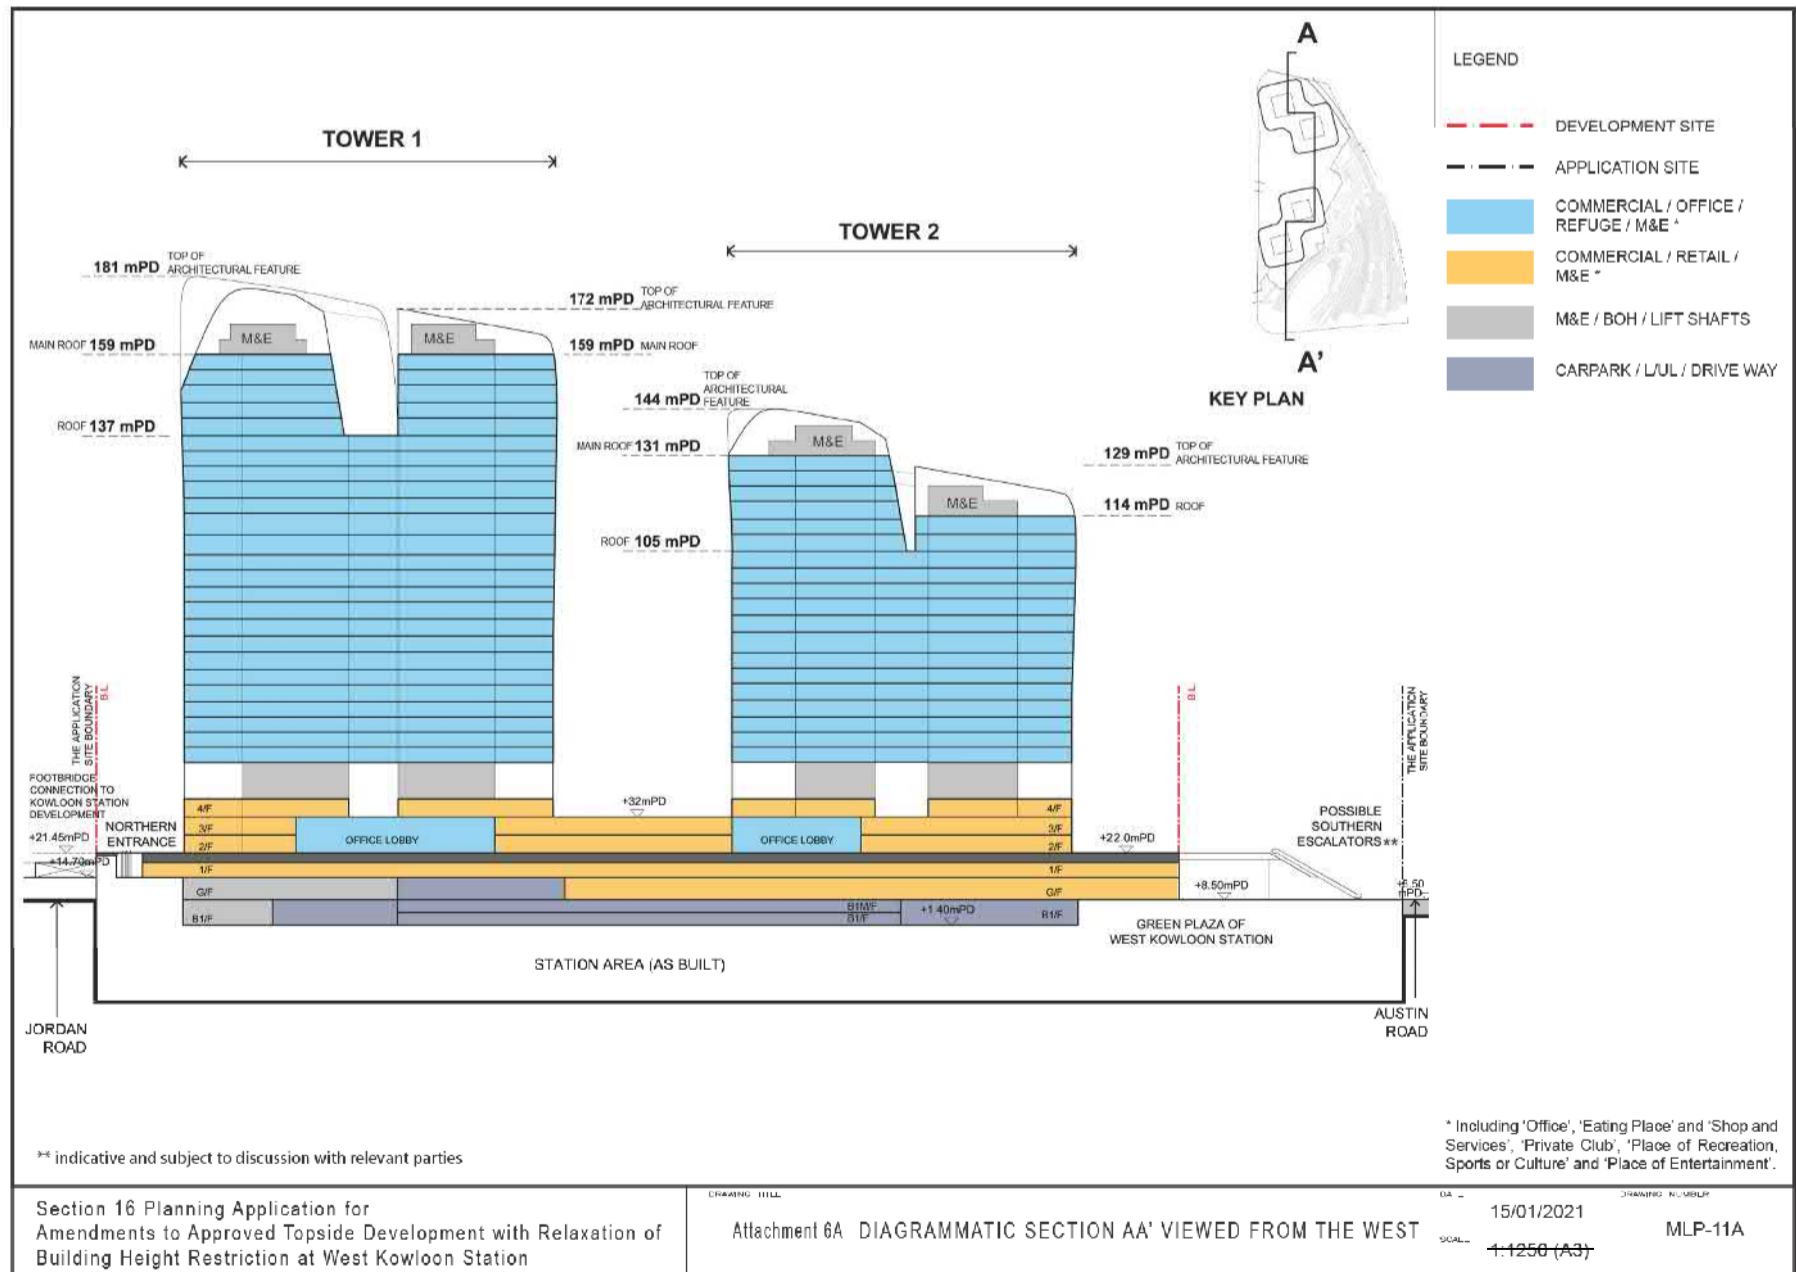 A
LEGEND
DEVELOPMENT SITE
APPLICATION SITE
COMMERCIAL / OFFICE /
REFUGE / M&E *
COMMERCIAL / RETAIL /
M&E *
M&E / BOH / LIFT SHAFTS
CARPARK / L/UL / DRIVE WAY
A'
KEY PLAN
TOWER 1
TOWER 2
181 mPD TOP OF
ARCHITECTURAL FEATURE
172 mPD TOP OF
ARCHITECTURAL FEATURE
M&E
M&E
MAIN ROOF 159 mPD
159 mPD MAIN ROOF
ROOF 137 mPD
TOP OF
ARCHITECTURAL
144 mPD FEATURE
MAIN ROOF 131 mPD
M&E
129 mPD TOP OF
ARCHITECTURAL FEATURE
M&E
114 mPD ROOF
ROOF 105 mPD
THE APPLICATION
SITE BOUNDARY
B.L
B.L
THE APPLICATION
SITE BOUNDARY
FOOTBRIDGE
CONNECTION TO
KOWLOON STATION
DEVELOPMENT
+21.45mPD
+14.70mPD
NORTHERN
ENTRANCE
4/F
3/F
2/F
1/F
G/F
B1/F
OFFICE LOBBY
+32mPD
OFFICE LOBBY
4/F
3/F
2/F
1/F
G/F
B1M/F
B1/F
+1.40mPD
B1/F
+22.0mPD
POSSIBLE
SOUTHERN
ESCALATORS**
+8.50mPD
mPD
GREEN PLAZA OF
WEST KOWLOON STATION
STATION AREA (AS BUILT)
JORDAN
ROAD
AUSTIN
ROAD
** indicative and subject to discussion with relevant parties
* Including 'Office', 'Eating Place' and 'Shop and
Services', 'Private Club', 'Place of Recreation,
Sports or Culture' and 'Place of Entertainment'.
Section 16 Planning Application for
Amendments to Approved Topside Development with Relaxation of
Building Height Restriction at West Kowloon Station
DRAWING TITLE
Attachment 6A DIAGRAMMATIC SECTION AA' VIEWED FROM THE WEST
15/01/2021
1:1250 (A3)
DRAWING NUMBER
MLP-11A